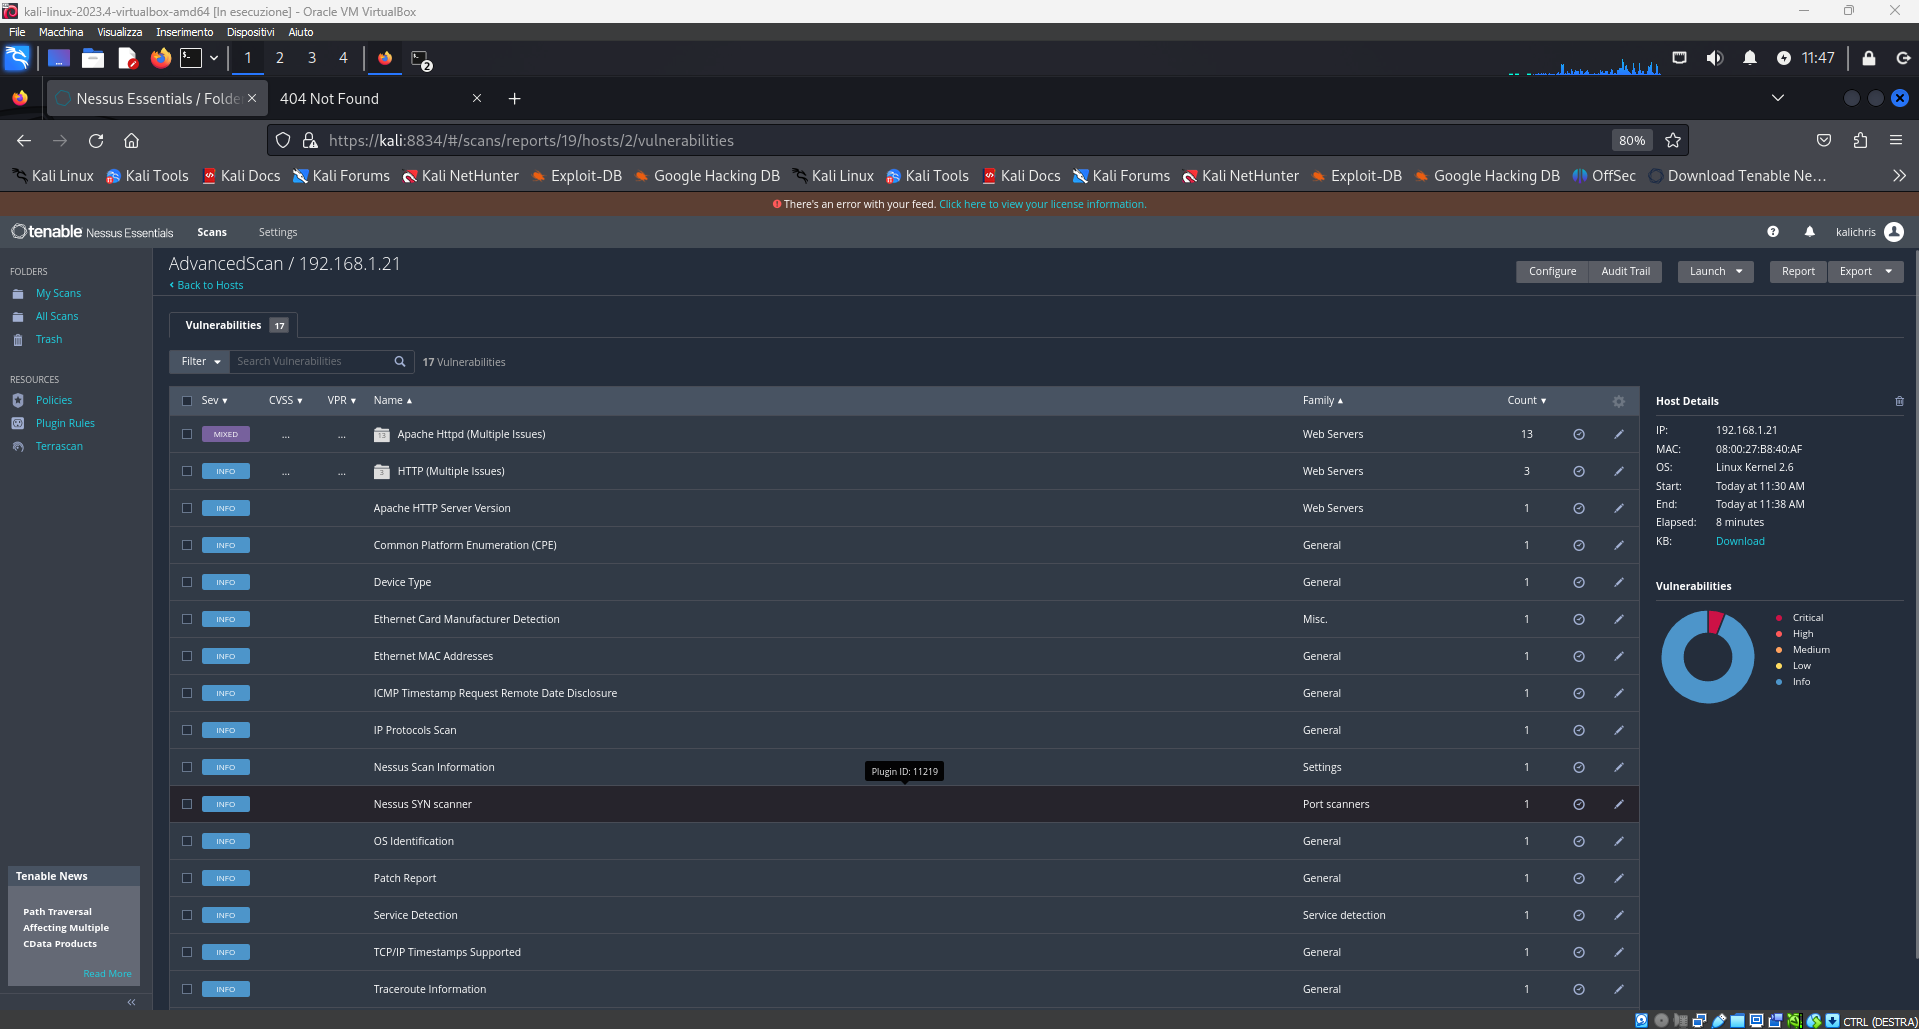 kali-linux-2023.4-virtualbox-amd64 [In esecuzione] - Oracle VM VirtualBox
File Macchina Visualizza Inserimento Dispositivi Aiuto
1 2 3 4 2 11:47
Nessus Essentials / Folde 404 Not Found
https://kali:8834/#/scans/reports/19/hosts/2/vulnerabilities 80%
Kali Linux Kali Tools Kali Docs Kali Forums Kali NetHunter Exploit-DB Google Hacking DB Kali Linux Kali Tools Kali Docs Kali Forums Kali NetHunter Exploit-DB Google Hacking DB OffSec Download Tenable Ne...
There's an error with your feed. Click here to view your license information.
tenable Nessus Essentials Scans Settings kalichris
FOLDERS
My Scans
All Scans
Trash
RESOURCES
Policies
Plugin Rules
Terrascan
Tenable News
Path Traversal
Affecting Multiple
CData Products
Read More
AdvancedScan / 192.168.1.21
Back to Hosts
Configure Audit Trail Launch Report Export
Vulnerabilities 17
Filter Search Vulnerabilities 17 Vulnerabilities
Sev CVSS VPR Name Family Count
MIXED ... ... 13 Apache Httpd (Multiple Issues) Web Servers 13
INFO ... ... 3 HTTP (Multiple Issues) Web Servers 3
INFO Apache HTTP Server Version Web Servers 1
INFO Common Platform Enumeration (CPE) General 1
INFO Device Type General 1
INFO Ethernet Card Manufacturer Detection Misc. 1
INFO Ethernet MAC Addresses General 1
INFO ICMP Timestamp Request Remote Date Disclosure General 1
INFO IP Protocols Scan General 1
INFO Nessus Scan Information Settings 1
Plugin ID: 11219
INFO Nessus SYN scanner Port scanners 1
INFO OS Identification General 1
INFO Patch Report General 1
INFO Service Detection Service detection 1
INFO TCP/IP Timestamps Supported General 1
INFO Traceroute Information General 1
Host Details
IP: 192.168.1.21
MAC: 08:00:27:B8:40:AF
OS: Linux Kernel 2.6
Start: Today at 11:30 AM
End: Today at 11:38 AM
Elapsed: 8 minutes
KB: Download
Vulnerabilities
Critical
High
Medium
Low
Info
CTRL (DESTRA)